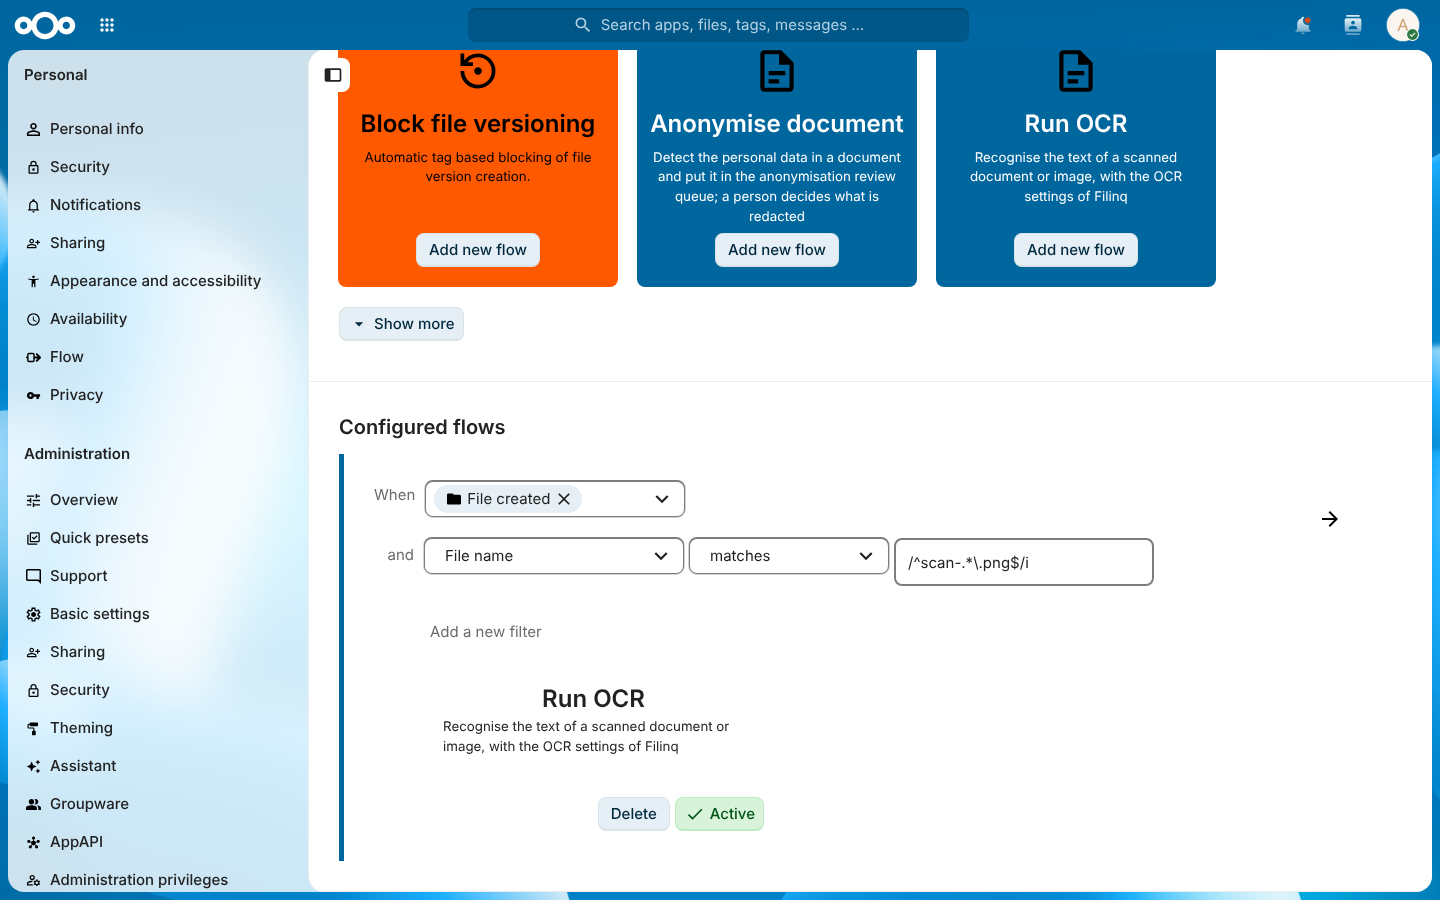 Search apps, files, tags, messages ...
A
Personal
Personal info
Security
Notifications
Sharing
Appearance and accessibility
Availability
Flow
Privacy
Administration
Overview
Quick presets
Support
Basic settings
Sharing
Security
Theming
Assistant
Groupware
AppAPI
Administration privileges
Block file versioning
Automatic tag based blocking of file
version creation.
Add new flow
Anonymise document
Detect the personal data in a document
and put it in the anonymisation review
queue; a person decides what is
redacted
Add new flow
Run OCR
Recognise the text of a scanned
document or image, with the OCR
settings of Filinq
Add new flow
Show more
Configured flows
When File created
and File name matches /^scan-.*\.png$/i
Add a new filter
Run OCR
Recognise the text of a scanned document or
image, with the OCR settings of Filinq
Delete Active